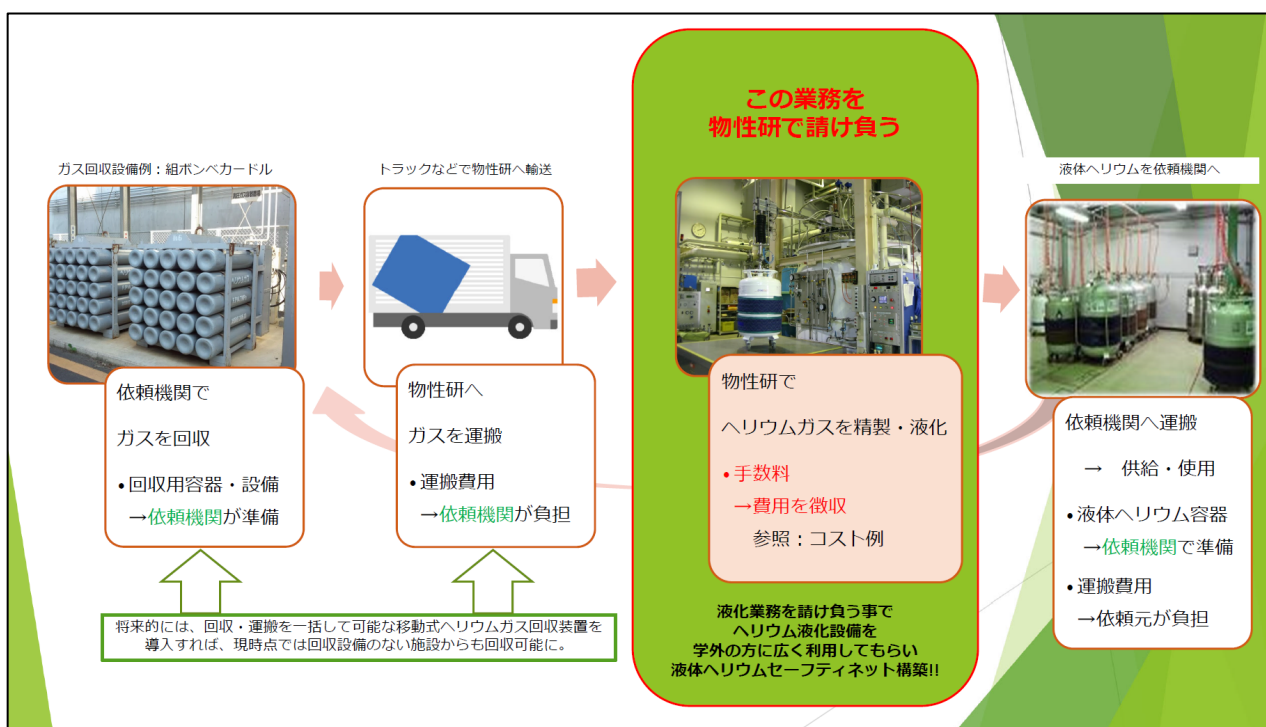 ガス回収設備例：組ボンベカードル
依頼機関で
ガスを回収
•回収用容器・設備
→依頼機関が準備
トラックなどで物性研へ輸送
物性研へ
ガスを運搬
•運搬費用
→依頼機関が負担
将来的には、回収・運搬を一括して可能な移動式ヘリウムガス回収装置を
導入すれば、現時点では回収設備のない施設からも回収可能に。
この業務を
物性研で請け負う
物性研で
ヘリウムガスを精製・液化
•手数料
→費用を徴収
参照：コスト例
液化業務を請け負う事で
ヘリウム液化設備を
学外の方に広く利用してもらい
液体ヘリウムセーフティネット構築!!
液体ヘリウムを依頼機関へ
依頼機関へ運搬
→　供給・使用
•液体ヘリウム容器
→依頼機関で準備
•運搬費用
→依頼元が負担